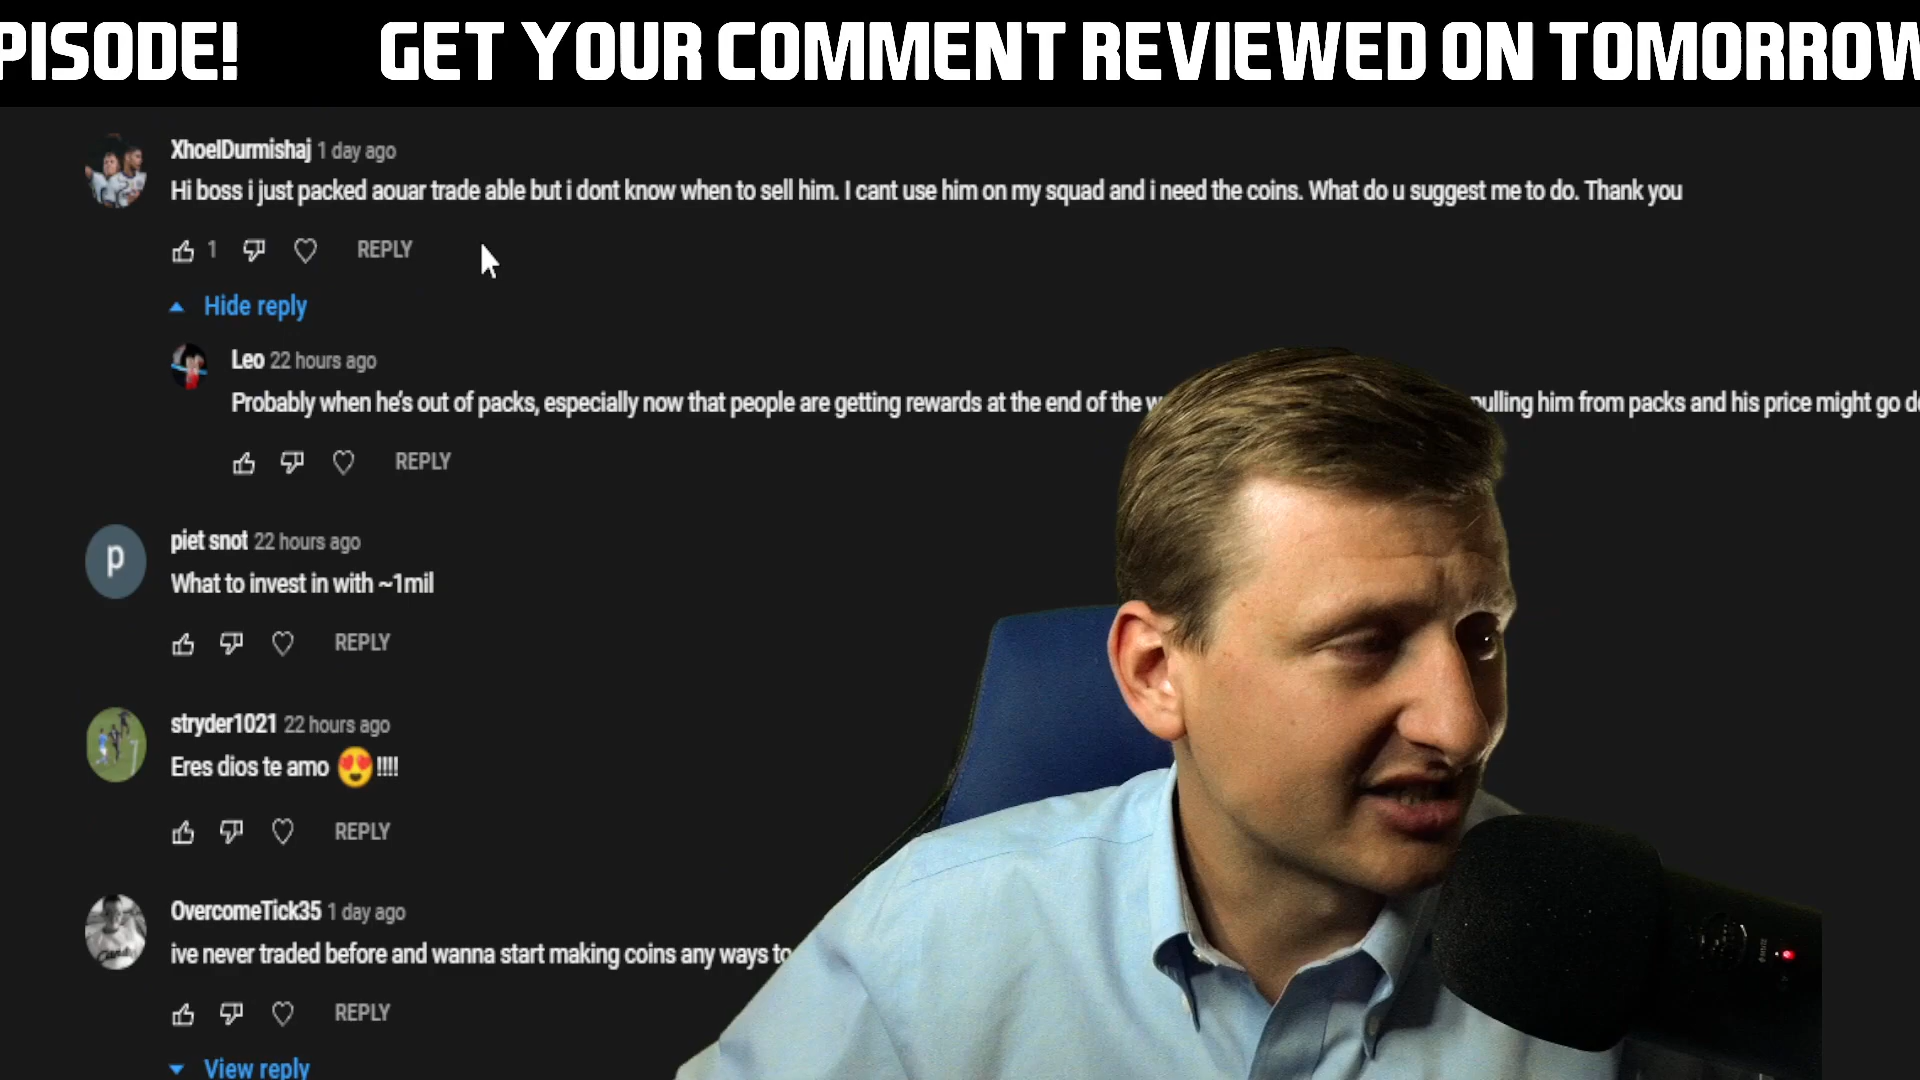 PISODE! GET YOUR COMMENT REVIEWED ON TOMORROW
XhoelDurmishaj 1 day ago
Hi boss i just packed aouar trade able but i dont know when to sell him. I cant use him on my squad and i need the coins. What do u suggest me to do. Thank you
1 REPLY
Hide reply
Leo 22 hours ago
Probably when he's out of packs, especially now that people are getting rewards at the end of the pulling him from packs and his price might go
REPLY
p
piet snot 22 hours ago
What to invest in with ~1mil
REPLY
stryder1021 22 hours ago
Eres dios te amo 😍!!!!
REPLY
OvercomeTick35 1 day ago
ive never traded before and wanna start making coins any ways to
REPLY
View reply